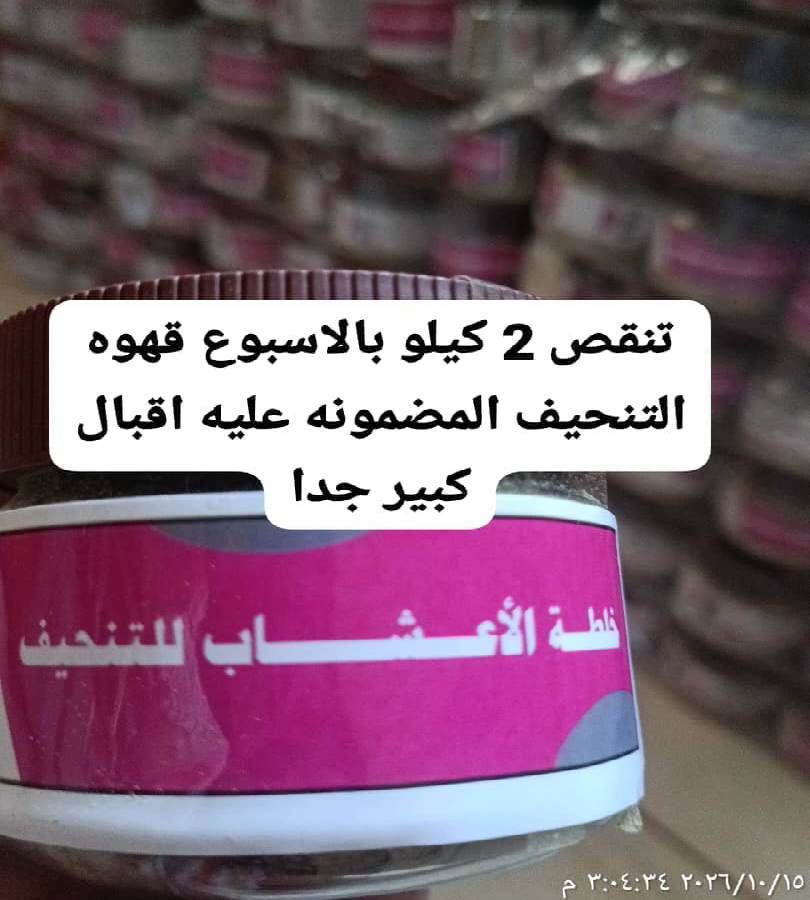 تنقص 2 كيلو بالاسبوع قهوه
التنحيف المضمونه عليه اقبال
كبير جدا
خلطة الأعشاب للتنحيف
٢٠٢٦/١٠/١٥ ٣:٠٤:٣٤ م